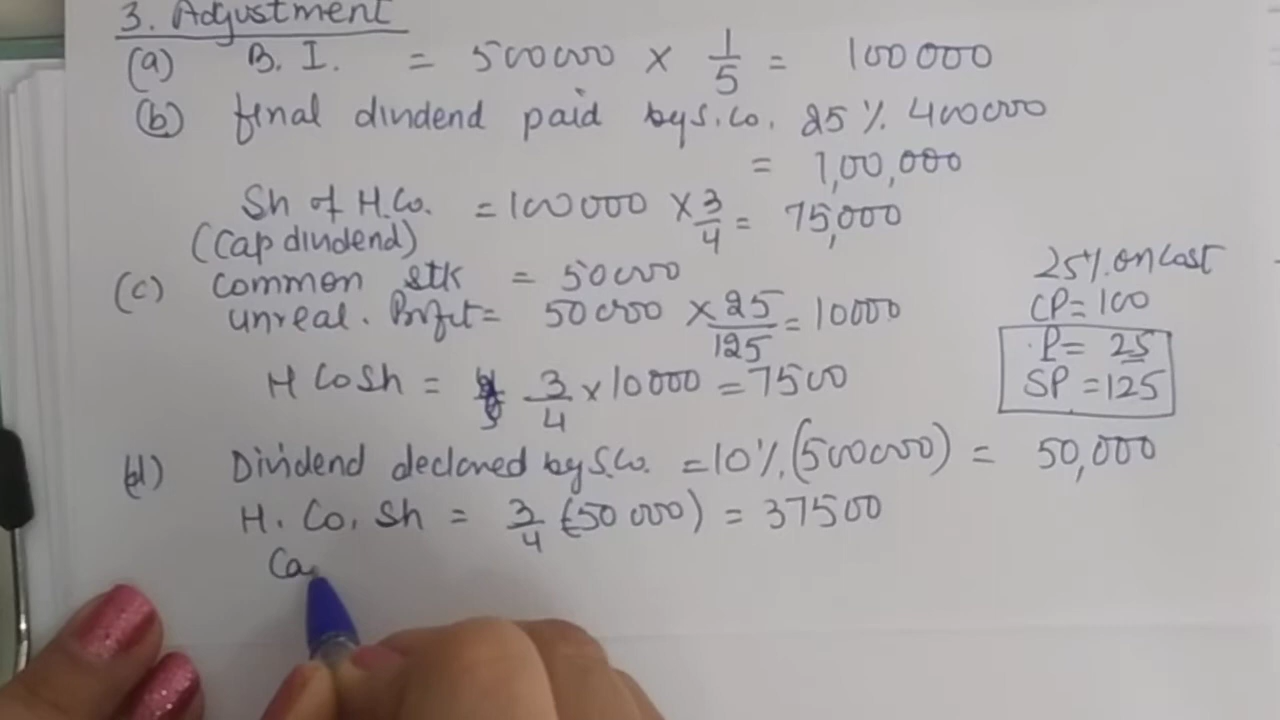 3. Adjustment
(a) B. I. = 500000 × 1/5 = 100000
(b) final dividend paid by S. Co. 25% 400000
= 1,00,000
Sh of H.Co. = 100000 × 3/4 = 75,000
(Cap dividend)
(c) Common stk = 50000
unreal. Profit = 50000 × 25/125 = 10000
H Co Sh = 3/4 × 10000 = 7500
25% on cost
CP = 100
P = 25
SP = 125
(d) Dividend declared by S. Co. = 10% (500000) = 50,000
H. Co. Sh = 3/4 (50000) = 37500
Ca